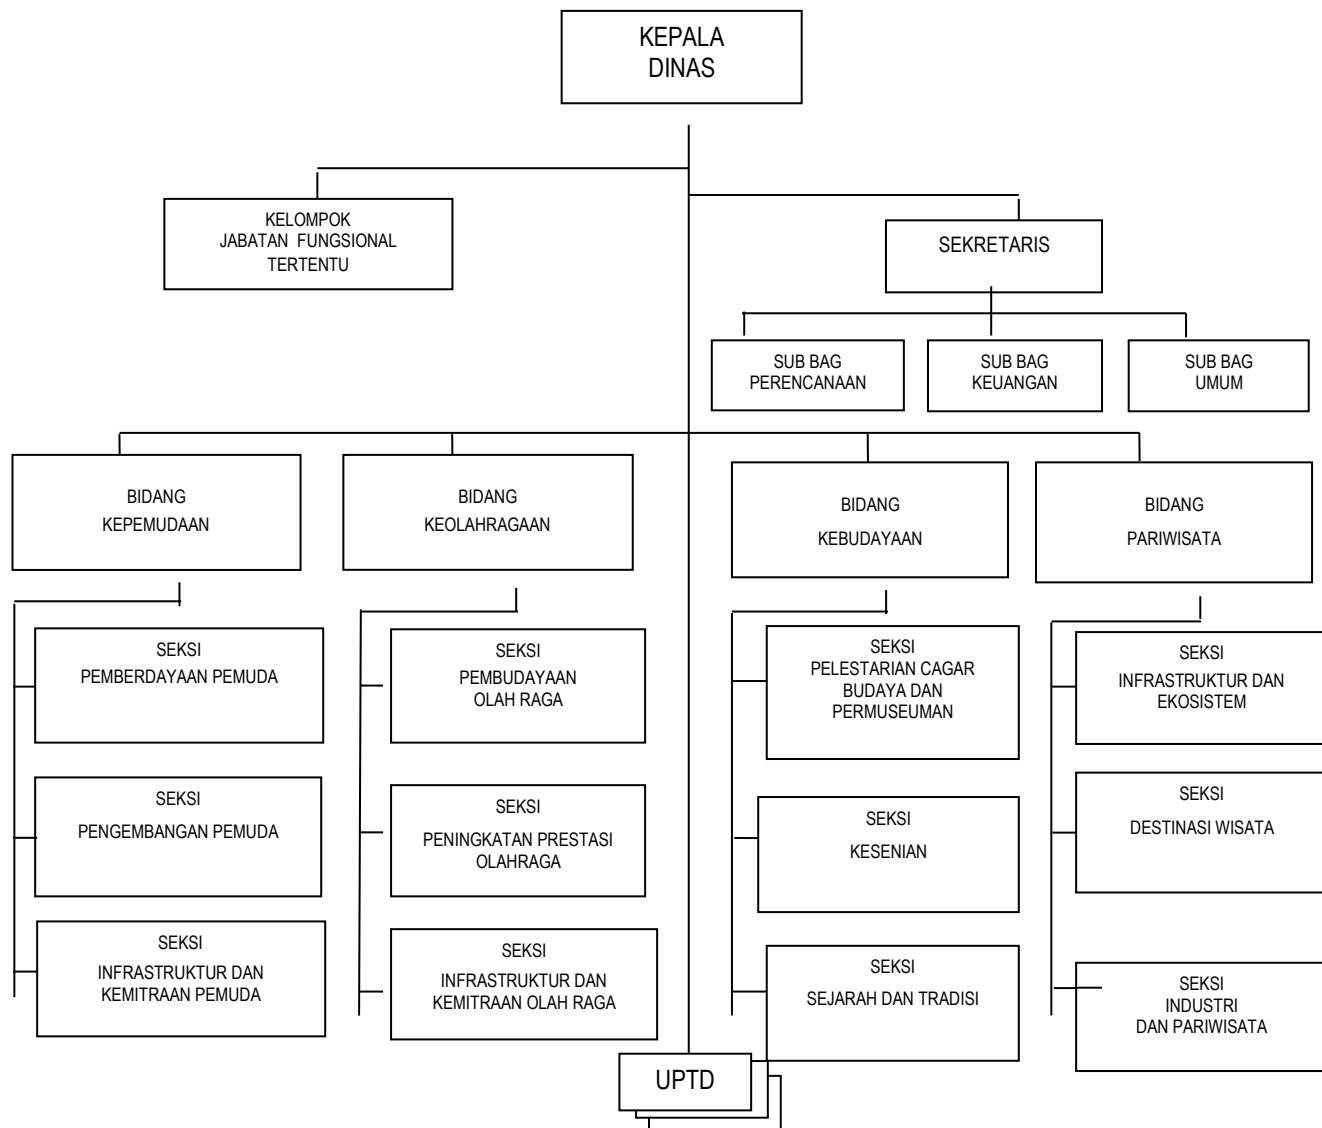 KEPALA
DINAS
KELOMPOK
JABATAN FUNGSIONAL
TERTENTU
SEKRETARIS
SUB BAG
PERENCANAAN
SUB BAG
KEUANGAN
SUB BAG
UMUM
BIDANG
KEPEMUDAAN
BIDANG
KEOLAHRAGAAN
BIDANG
KEBUDAYAAN
BIDANG
PARIWISATA
SEKSI
PEMBERDAYAAN PEMUDA
SEKSI
PENGEMBANGAN PEMUDA
SEKSI
INFRASTRUKTUR DAN
KEMITRAAN PEMUDA
SEKSI
PEMBUDAYAAN
OLAH RAGA
SEKSI
PENINGKATAN PRESTASI
OLAHRAGA
SEKSI
INFRASTRUKTUR DAN
KEMITRAAN OLAH RAGA
SEKSI
PELESTARIAN CAGAR
BUDAYA DAN
PERMUSEUMAN
SEKSI
KESENIAN
SEKSI
SEJARAH DAN TRADISI
SEKSI
INFRASTRUKTUR DAN
EKOSISTEM
SEKSI
DESTINASI WISATA
SEKSI
INDUSTRI
DAN PARIWISATA
UPTD